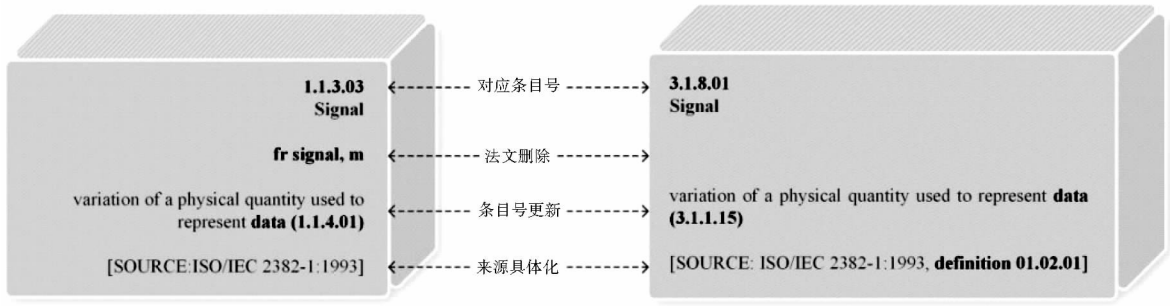 1.1.3.03
Signal
fr signal, m
variation of a physical quantity used to
represent data (1.1.4.01)
[SOURCE:ISO/IEC 2382-1:1993]
对应条目号
法文删除
条目号更新
来源具体化
3.1.8.01
Signal
variation of a physical quantity used to represent data
(3.1.1.15)
[SOURCE: ISO/IEC 2382-1:1993, definition 01.02.01]